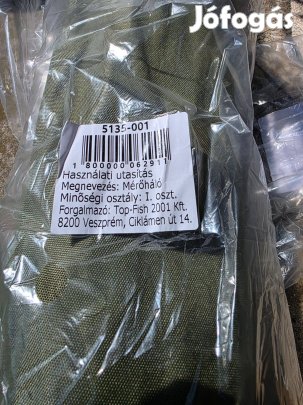 Jófogás
5135-001
1 800000 062911
Használati utasítás
Megnevezés: Mérőháló
Minőségi osztály: I. oszt.
Forgalmazó: Top-Fish 2001 Kft.
8200 Veszprém, Ciklámen út 14.